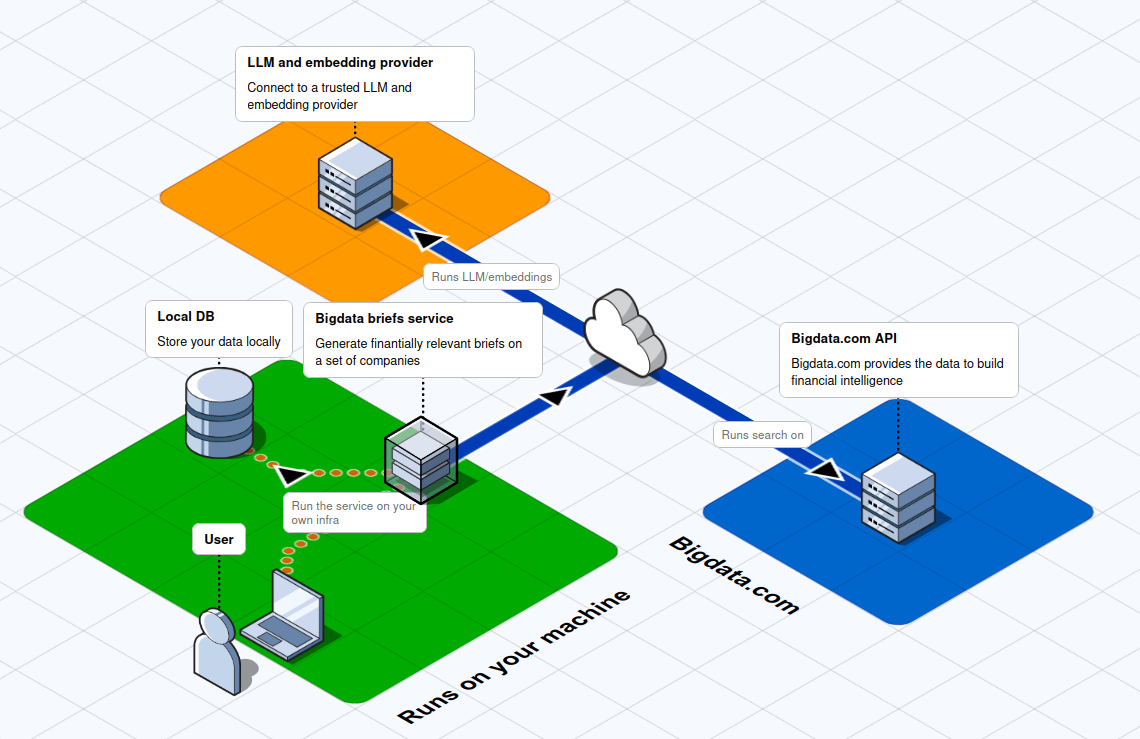 LLM and embedding provider
Connect to a trusted LLM and
embedding provider
Runs LLM/embeddings
Local DB
Store your data locally
Bigdata briefs service
Generate finantially relevant briefs on
a set of companies
Bigdata.com API
Bigdata.com provides the data to build
financial intelligence
Runs search on
Run the service on your
own infra
User
Bigdata.com
Runs on your machine